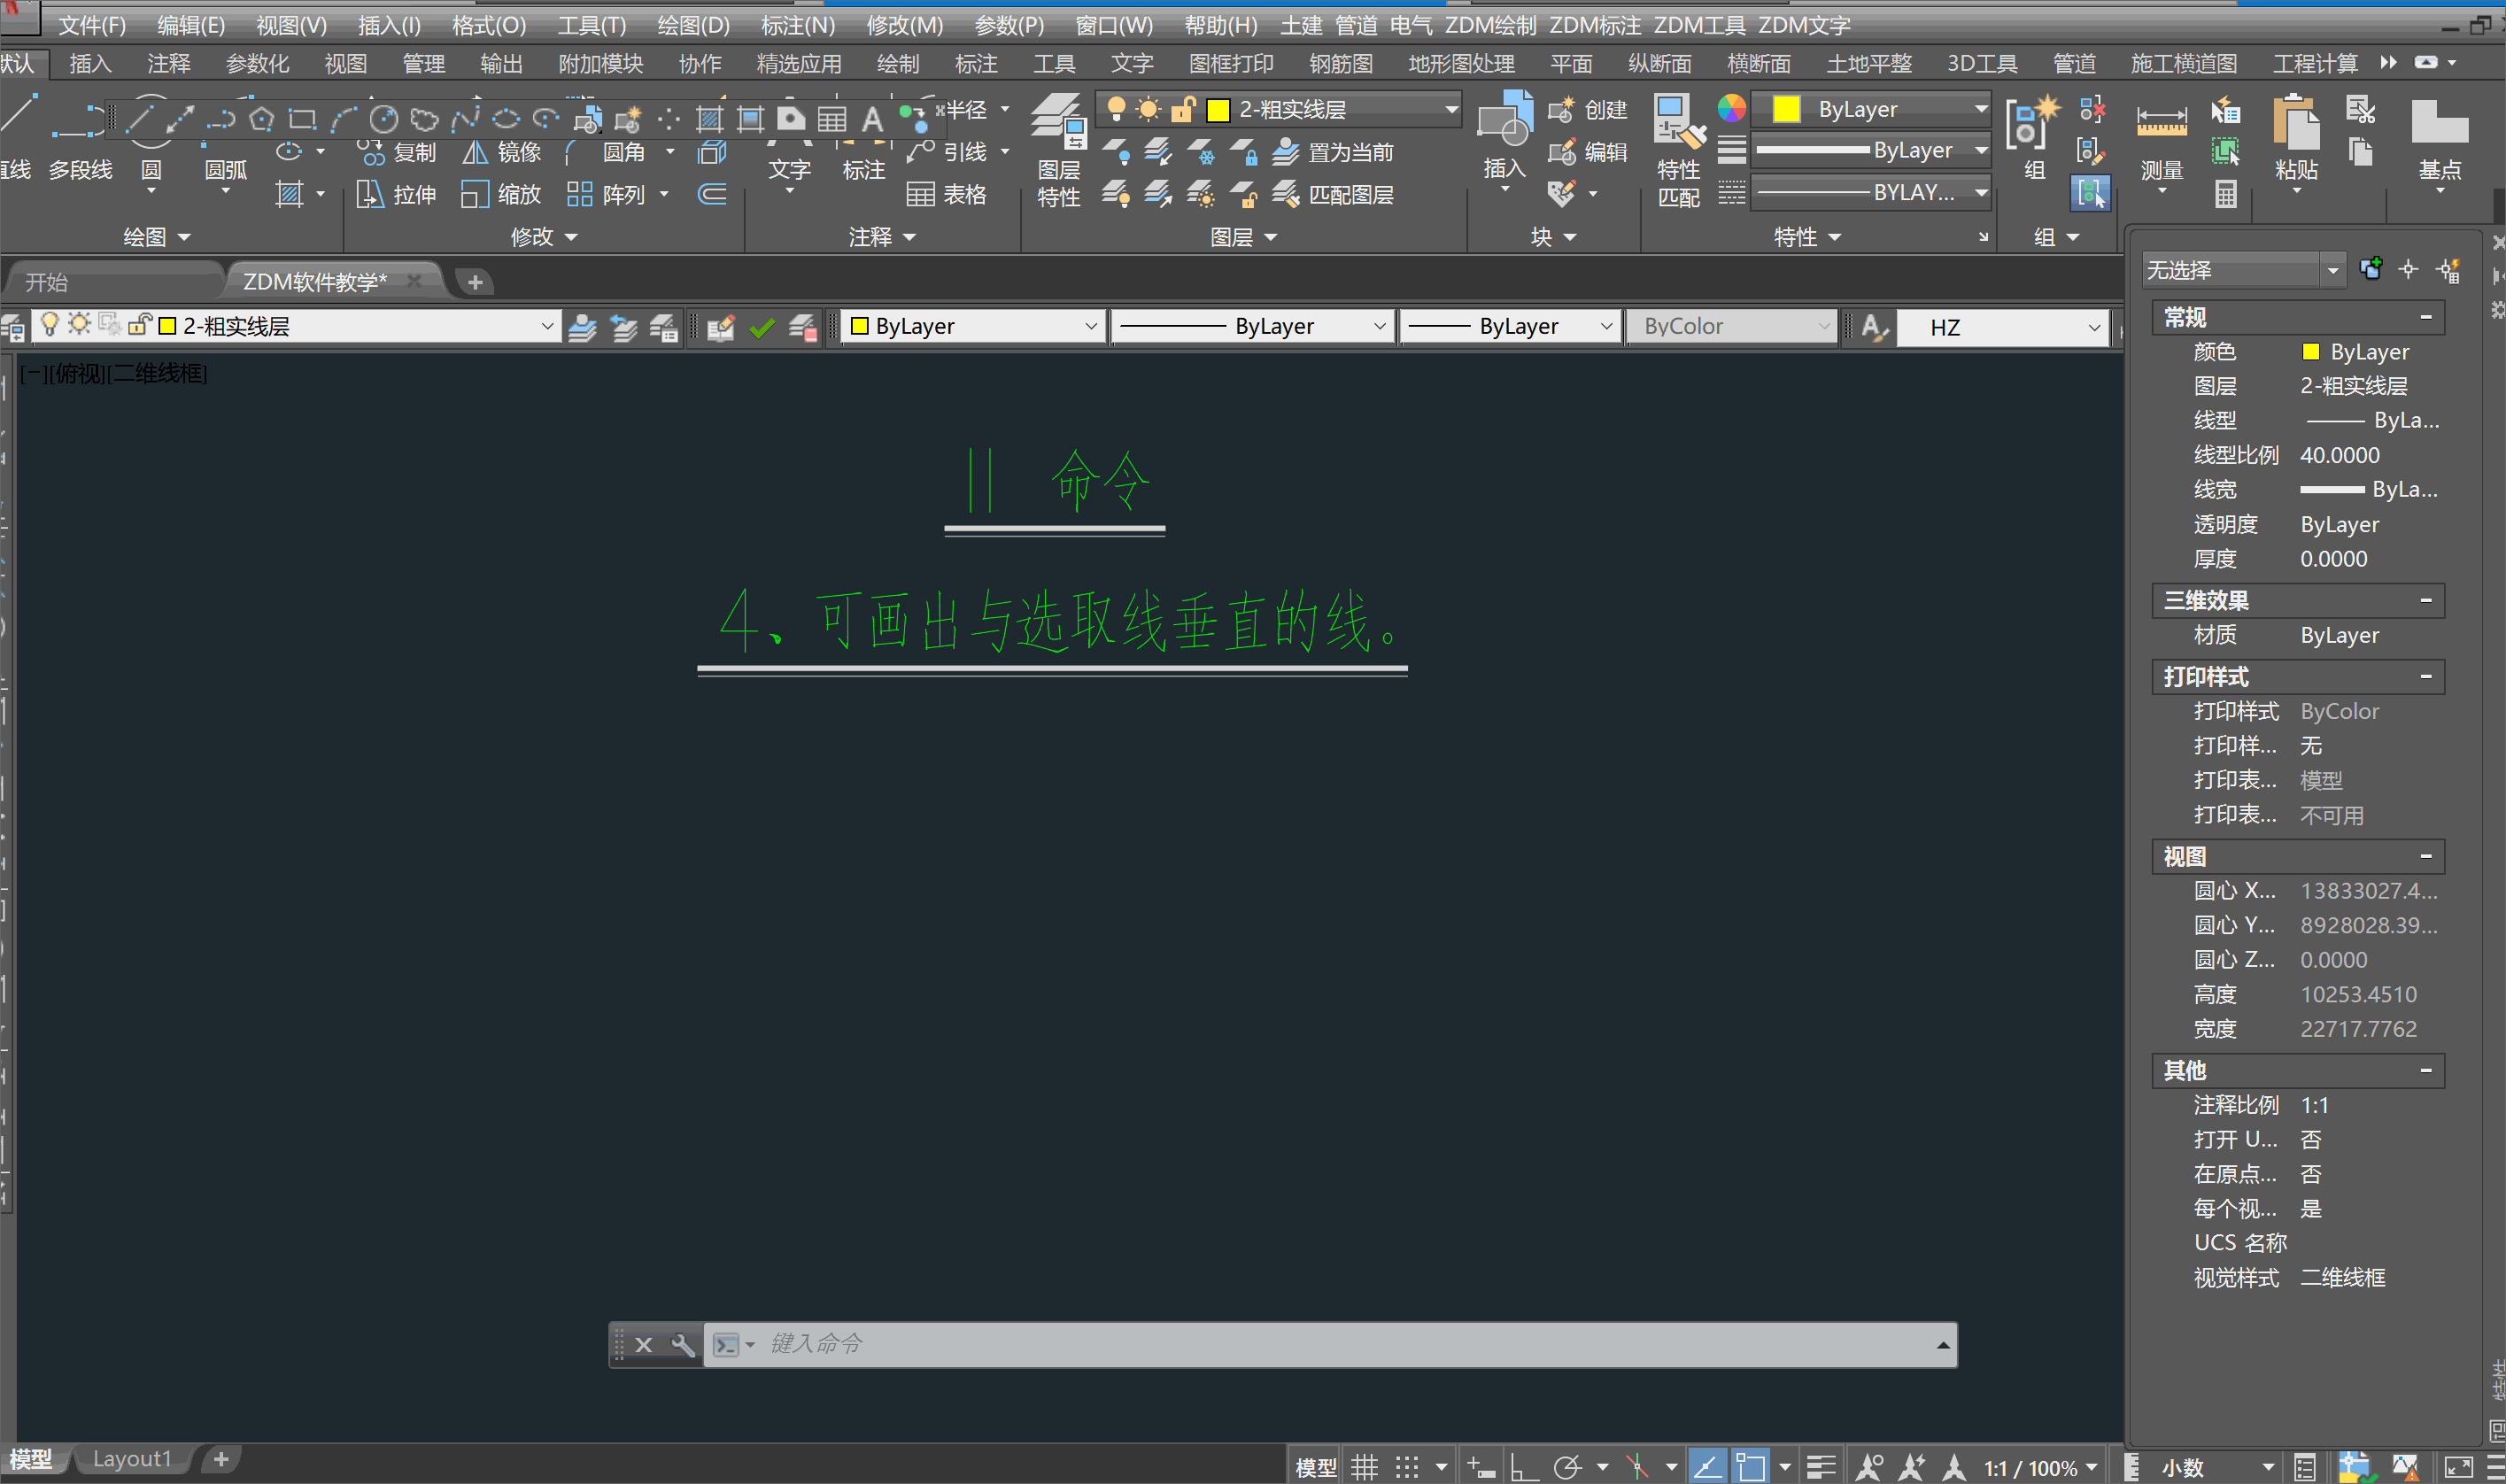 文件(F) 编辑(E) 视图(V) 插入(I) 格式(O) 工具(T) 绘图(D) 标注(N) 修改(M) 参数(P) 窗口(W) 帮助(H) 土建 管道 电气 ZDM绘制 ZDM标注 ZDM工具 ZDM文字
默认 插入 注释 参数化 视图 管理 输出 附加模块 协作 精选应用 绘制 标注 工具 文字 图框打印 钢筋图 地形图处理 平面 纵断面 横断面 土地平整 3D工具 管道 施工横道图 工程计算
半径 2-粗实线层 创建 ByLayer
复制 镜像 圆角 引线 置为当前 编辑 ByLayer
直线 多段线 圆 圆弧 文字 标注 图层 插入 特性 组 测量 粘贴 基点
拉伸 缩放 阵列 表格 特性 匹配图层 匹配 BYLAY...
绘图 修改 注释 图层 块 特性 组
开始 ZDM软件教学*
无选择
2-粗实线层 ByLayer ByLayer ByLayer ByColor HZ
[−][俯视][二维线框]
|| 命令
4、可画出与选取线垂直的线。
常规
颜色 ByLayer
图层 2-粗实线层
线型 ByLa...
线型比例 40.0000
线宽 ByLa...
透明度 ByLayer
厚度 0.0000
三维效果
材质 ByLayer
打印样式
打印样式 ByColor
打印样... 无
打印表... 模型
打印表... 不可用
视图
圆心 X... 13833027.4...
圆心 Y... 8928028.39...
圆心 Z... 0.0000
高度 10253.4510
宽度 22717.7762
其他
注释比例 1:1
打开 U... 否
在原点... 否
每个视... 是
UCS 名称
视觉样式 二维线框
键入命令
特性
模型 Layout1 模型 1:1 / 100% 小数